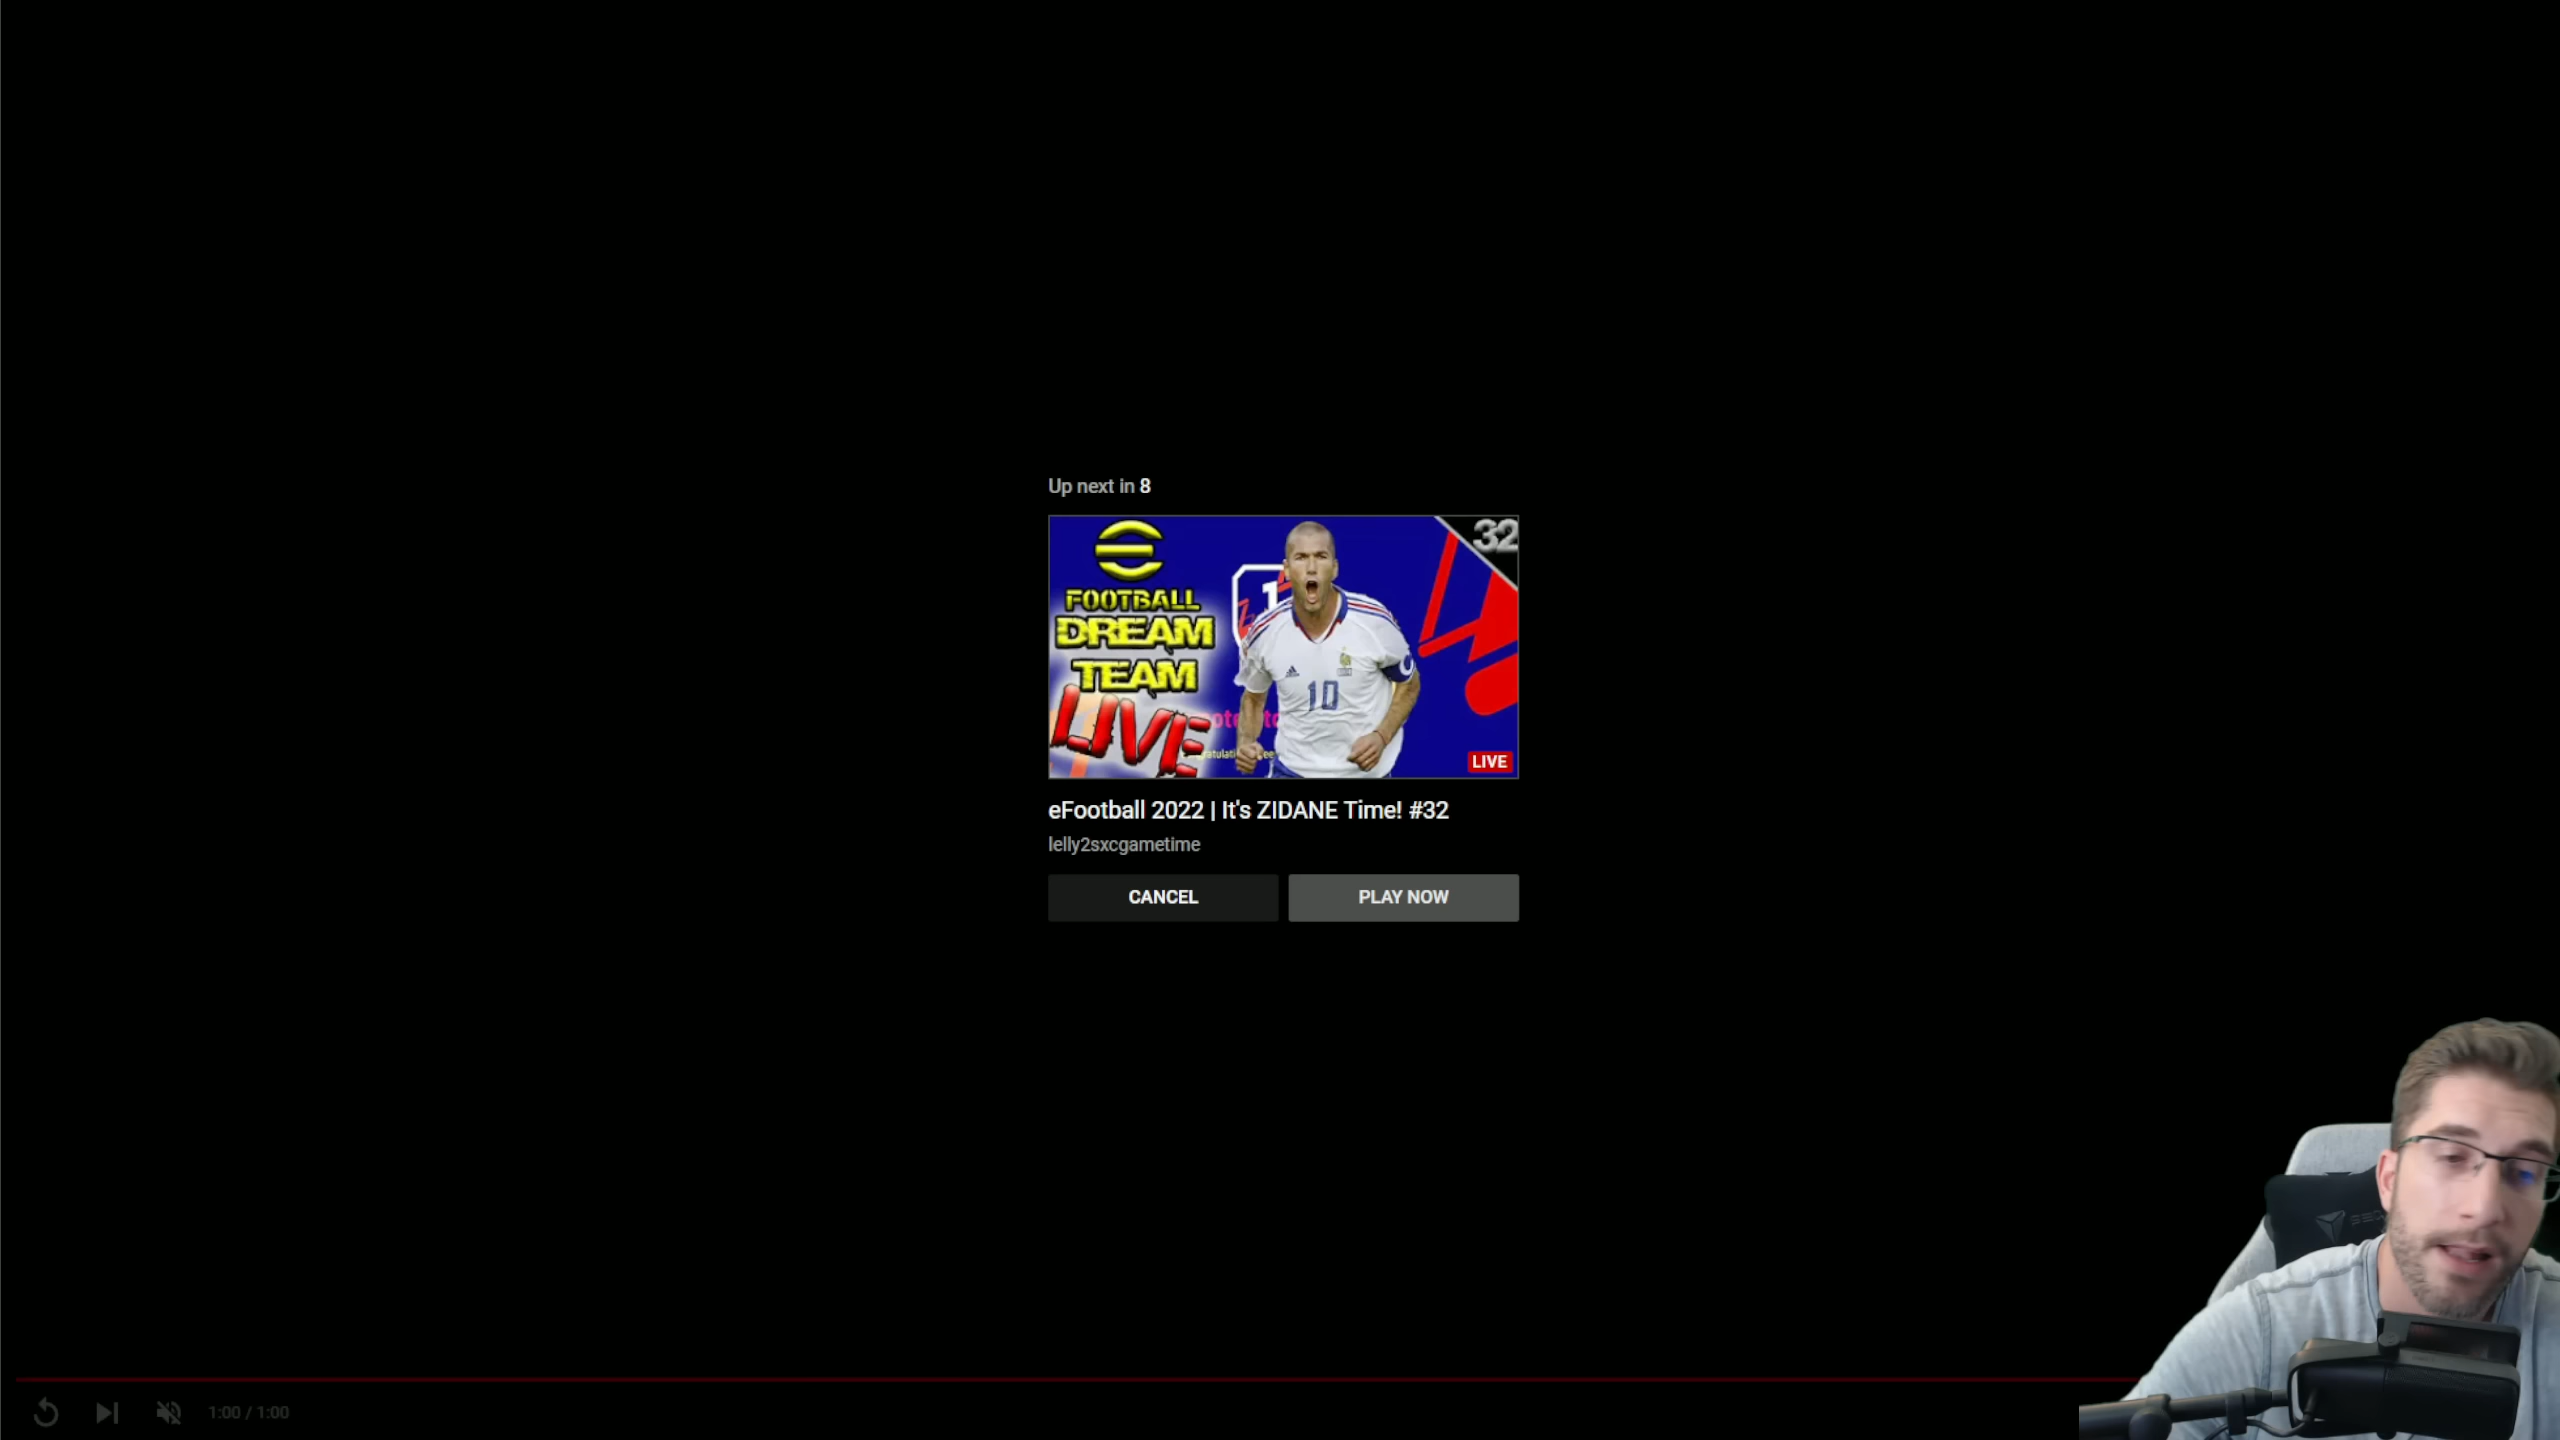 Up next in 8
32
FOOTBALL
DREAM
TEAM
LIVE
10
LIVE
eFootball 2022 | It's ZIDANE Time! #32
lelly2sxcgametime
CANCEL
PLAY NOW
1:00 / 1:00